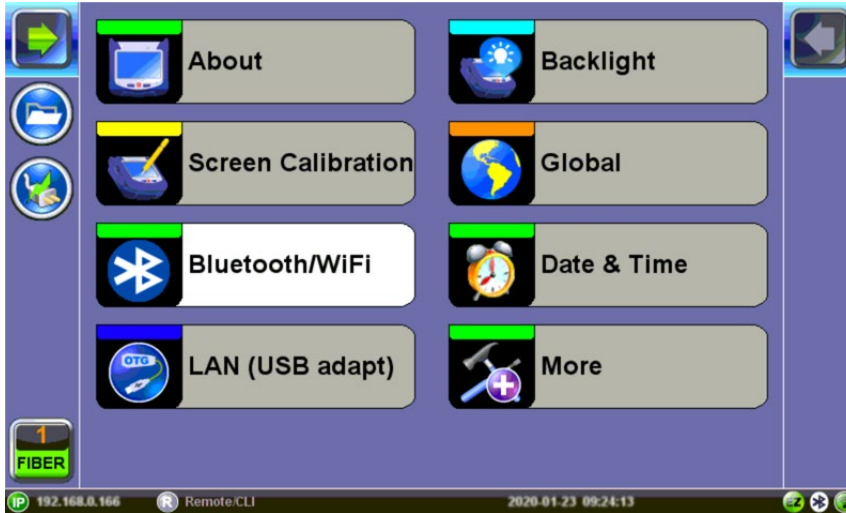 About
Backlight
Screen Calibration
Global
Bluetooth/WiFi
Date & Time
OTG
LAN (USB adapt)
More
1
FIBER
IP 192.168.0.166 R Remote/CLI 2020-01-23 09:24:13 EZ